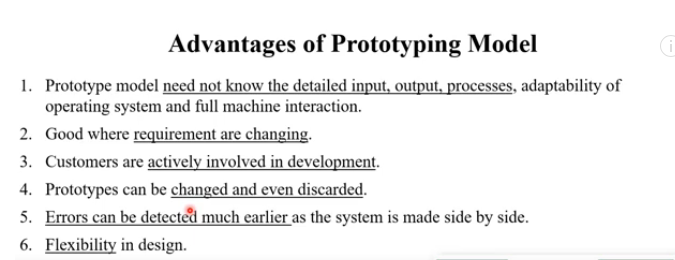 Advantages of Prototyping Model
1. Prototype model need not know the detailed input, output, processes, adaptability of
operating system and full machine interaction.
2. Good where requirement are changing.
3. Customers are actively involved in development.
4. Prototypes can be changed and even discarded.
5. Errors can be detected much earlier as the system is made side by side.
6. Flexibility in design.